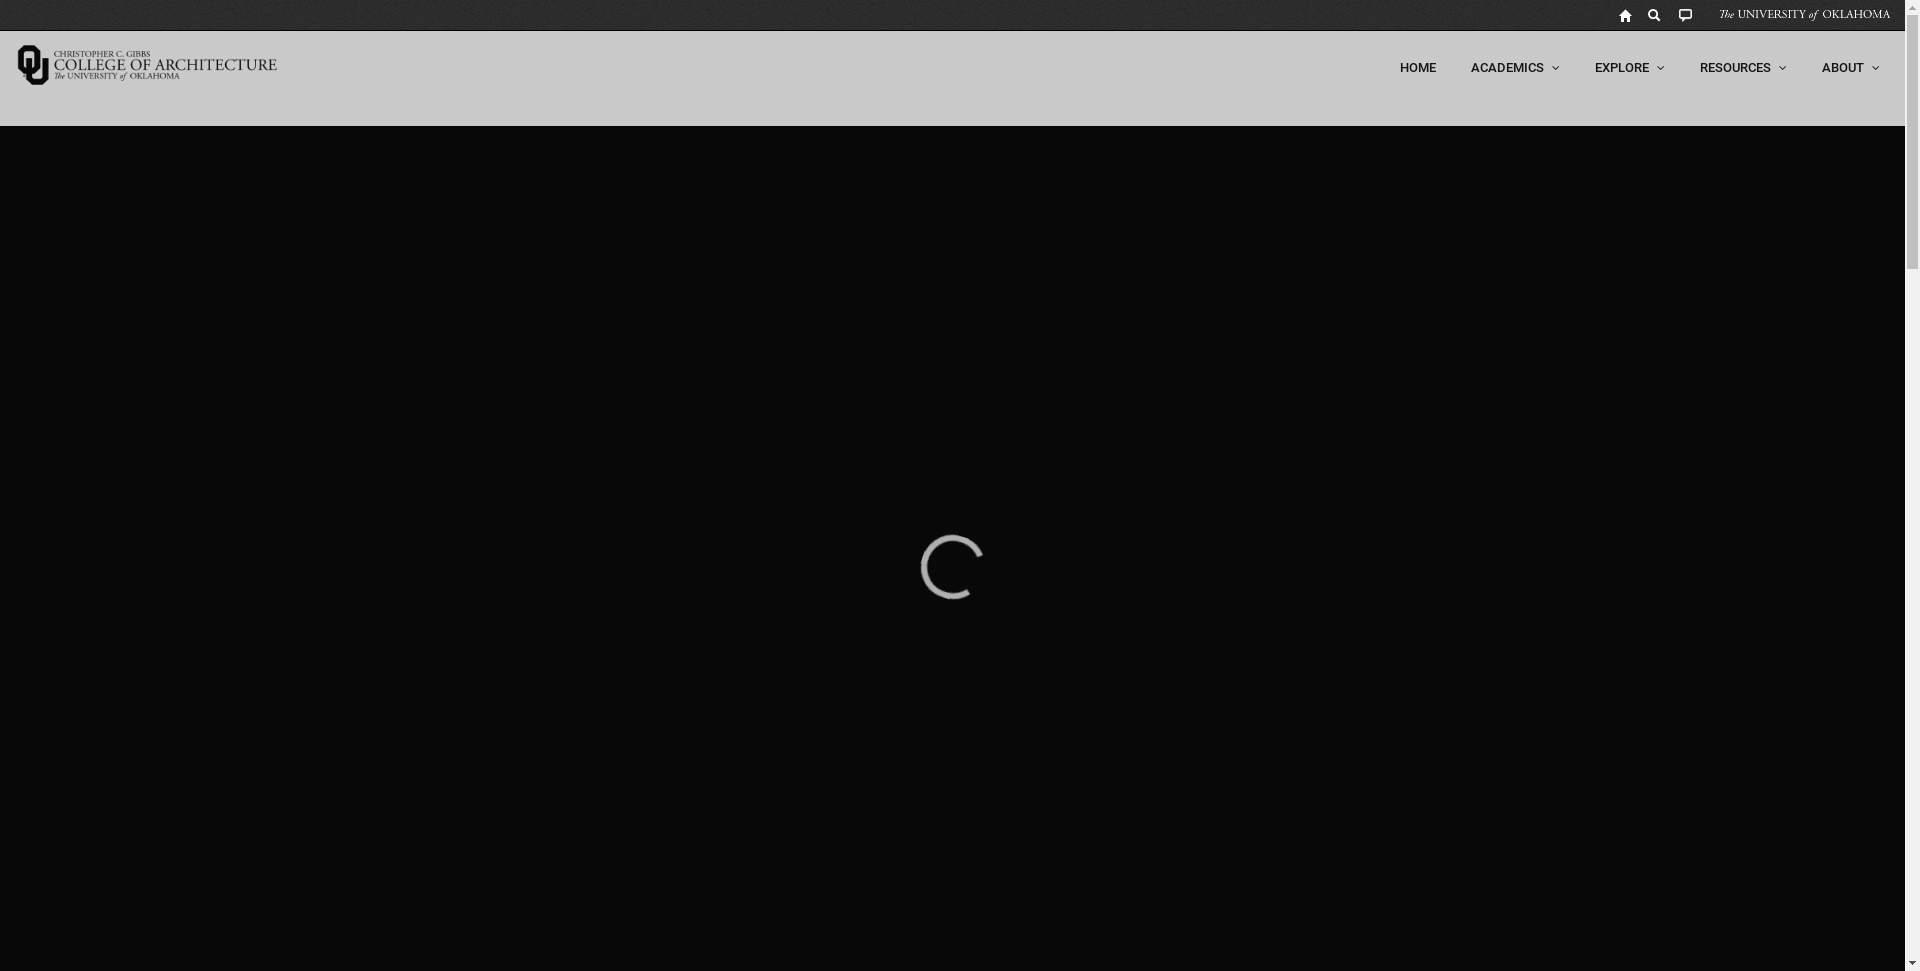 The UNIVERSITY of OKLAHOMA
CHRISTOPHER C. GIBBS
COLLEGE OF ARCHITECTURE
The UNIVERSITY of OKLAHOMA
HOME ACADEMICS EXPLORE RESOURCES ABOUT